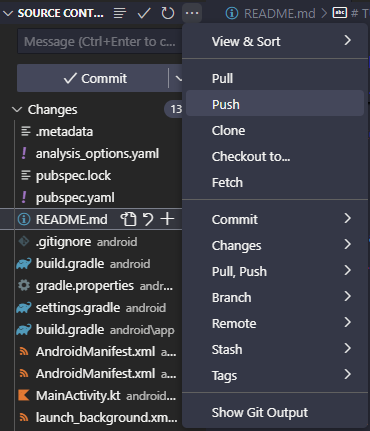 SOURCE CONT...
README.md
# T
Message (Ctrl+Enter to c...
Commit
Changes
.metadata
analysis_options.yaml
pubspec.lock
pubspec.yaml
README.md
.gitignore android
build.gradle android
gradle.properties andr...
settings.gradle android
build.gradle android\app
AndroidManifest.xml a...
AndroidManifest.xml a...
MainActivity.kt android...
launch_background.xm...
View & Sort
Pull
Push
Clone
Checkout to...
Fetch
Commit
Changes
Pull, Push
Branch
Remote
Stash
Tags
Show Git Output